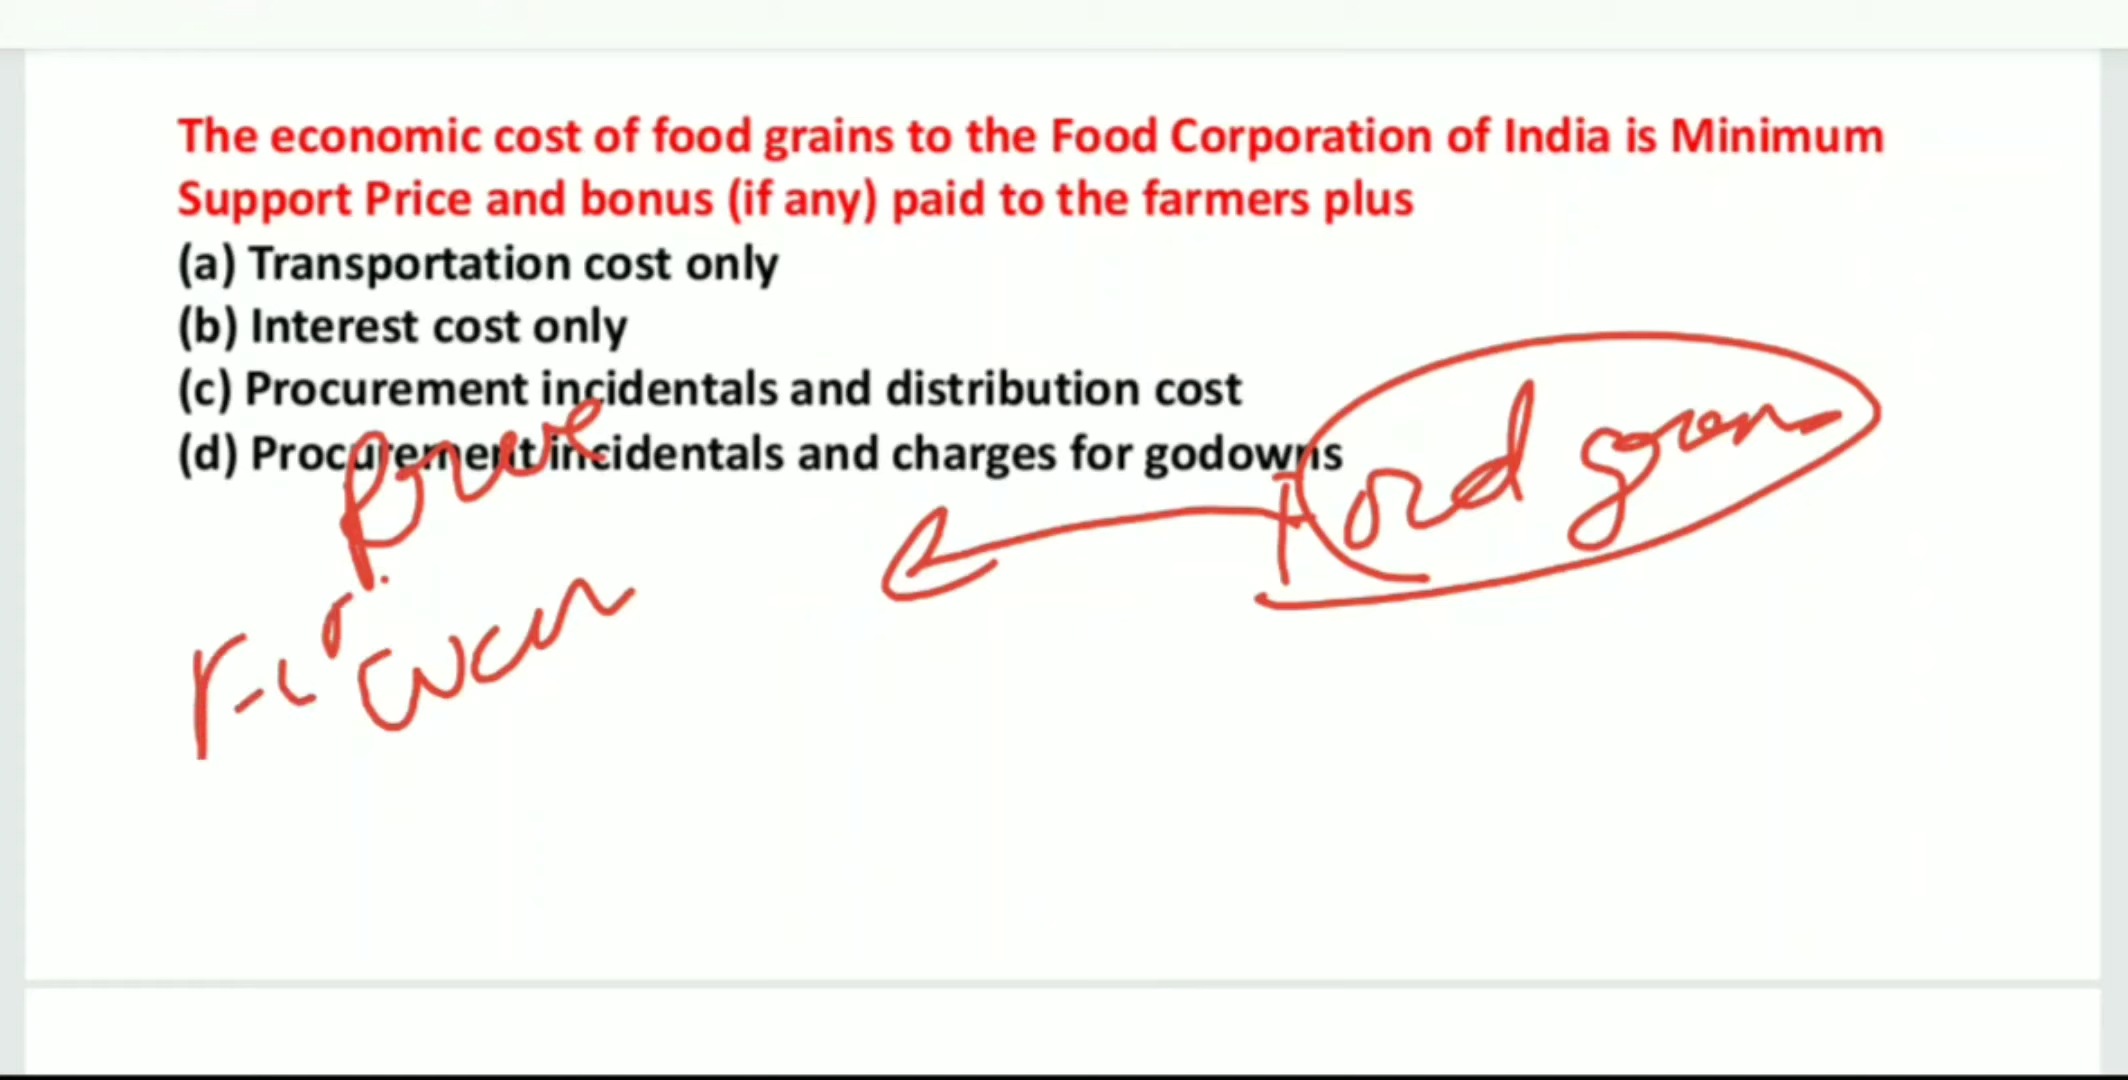 The economic cost of food grains to the Food Corporation of India is Minimum
Support Price and bonus (if any) paid to the farmers plus
(a) Transportation cost only
(b) Interest cost only
(c) Procurement incidentals and distribution cost
(d) Procurement incidentals and charges for godowns